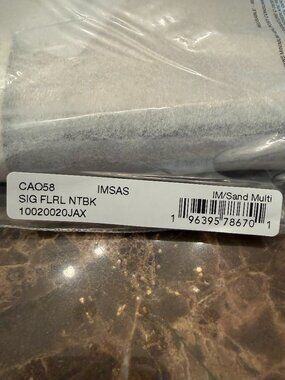 CAO58 IMSAS IM/Sand Multi
SIG FLRL NTBK
10020020JAX
1 96395 78670 1